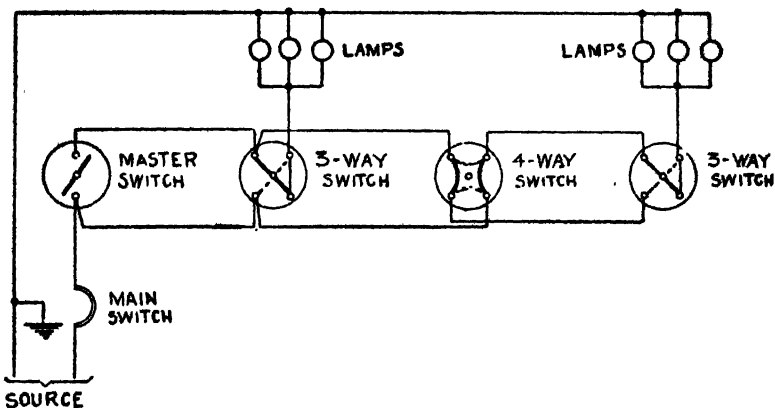 LAMPS
LAMPS
MASTER
SWITCH
3-WAY
SWITCH
4-WAY
SWITCH
3-WAY
SWITCH
MAIN
SWITCH
SOURCE